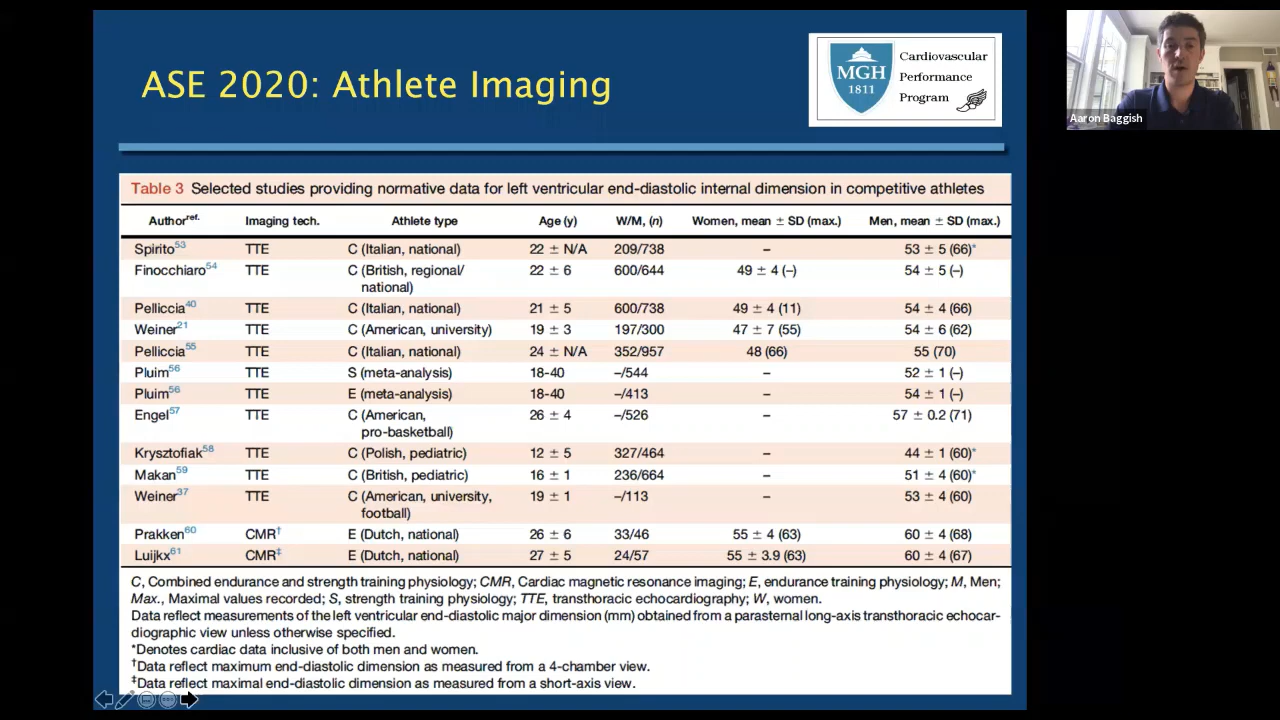 ASE 2020: Athlete Imaging
MGH
1811
Cardiovascular
Performance
Program
Aaron Baggish
Table 3 Selected studies providing normative data for left ventricular end-diastolic internal dimension in competitive athletes
Author ref. Imaging tech. Athlete type Age (y) W/M, (n) Women, mean ± SD (max.) Men, mean ± SD (max.)
Spirito53 TTE C (Italian, national) 22 ± N/A 209/738 – 53 ± 5 (66)*
Finocchiaro54 TTE C (British, regional/ 22 ± 6 600/644 49 ± 4 (–) 54 ± 5 (–)
national)
Pelliccia40 TTE C (Italian, national) 21 ± 5 600/738 49 ± 4 (11) 54 ± 4 (66)
Weiner21 TTE C (American, university) 19 ± 3 197/300 47 ± 7 (55) 54 ± 6 (62)
Pelliccia55 TTE C (Italian, national) 24 ± N/A 352/957 48 (66) 55 (70)
Pluim56 TTE S (meta-analysis) 18-40 –/544 – 52 ± 1 (–)
Pluim56 TTE E (meta-analysis) 18-40 –/413 – 54 ± 1 (–)
Engel57 TTE C (American, 26 ± 4 –/526 – 57 ± 0.2 (71)
pro-basketball)
Krysztofiak58 TTE C (Polish, pediatric) 12 ± 5 327/464 – 44 ± 1 (60)*
Makan59 TTE C (British, pediatric) 16 ± 1 236/664 – 51 ± 4 (60)*
Weiner37 TTE C (American, university, 19 ± 1 –/113 – 53 ± 4 (60)
football)
Prakken60 CMR† E (Dutch, national) 26 ± 6 33/46 55 ± 4 (63) 60 ± 4 (68)
Luijkx61 CMR‡ E (Dutch, national) 27 ± 5 24/57 55 ± 3.9 (63) 60 ± 4 (67)
C, Combined endurance and strength training physiology; CMR, Cardiac magnetic resonance imaging; E, endurance training physiology; M, Men;
Max., Maximal values recorded; S, strength training physiology; TTE, transthoracic echocardiography; W, women.
Data reflect measurements of the left ventricular end-diastolic major dimension (mm) obtained from a parasternal long-axis transthoracic echocar-
diographic view unless otherwise specified.
*Denotes cardiac data inclusive of both men and women.
†Data reflect maximum end-diastolic dimension as measured from a 4-chamber view.
‡Data reflect maximal end-diastolic dimension as measured from a short-axis view.